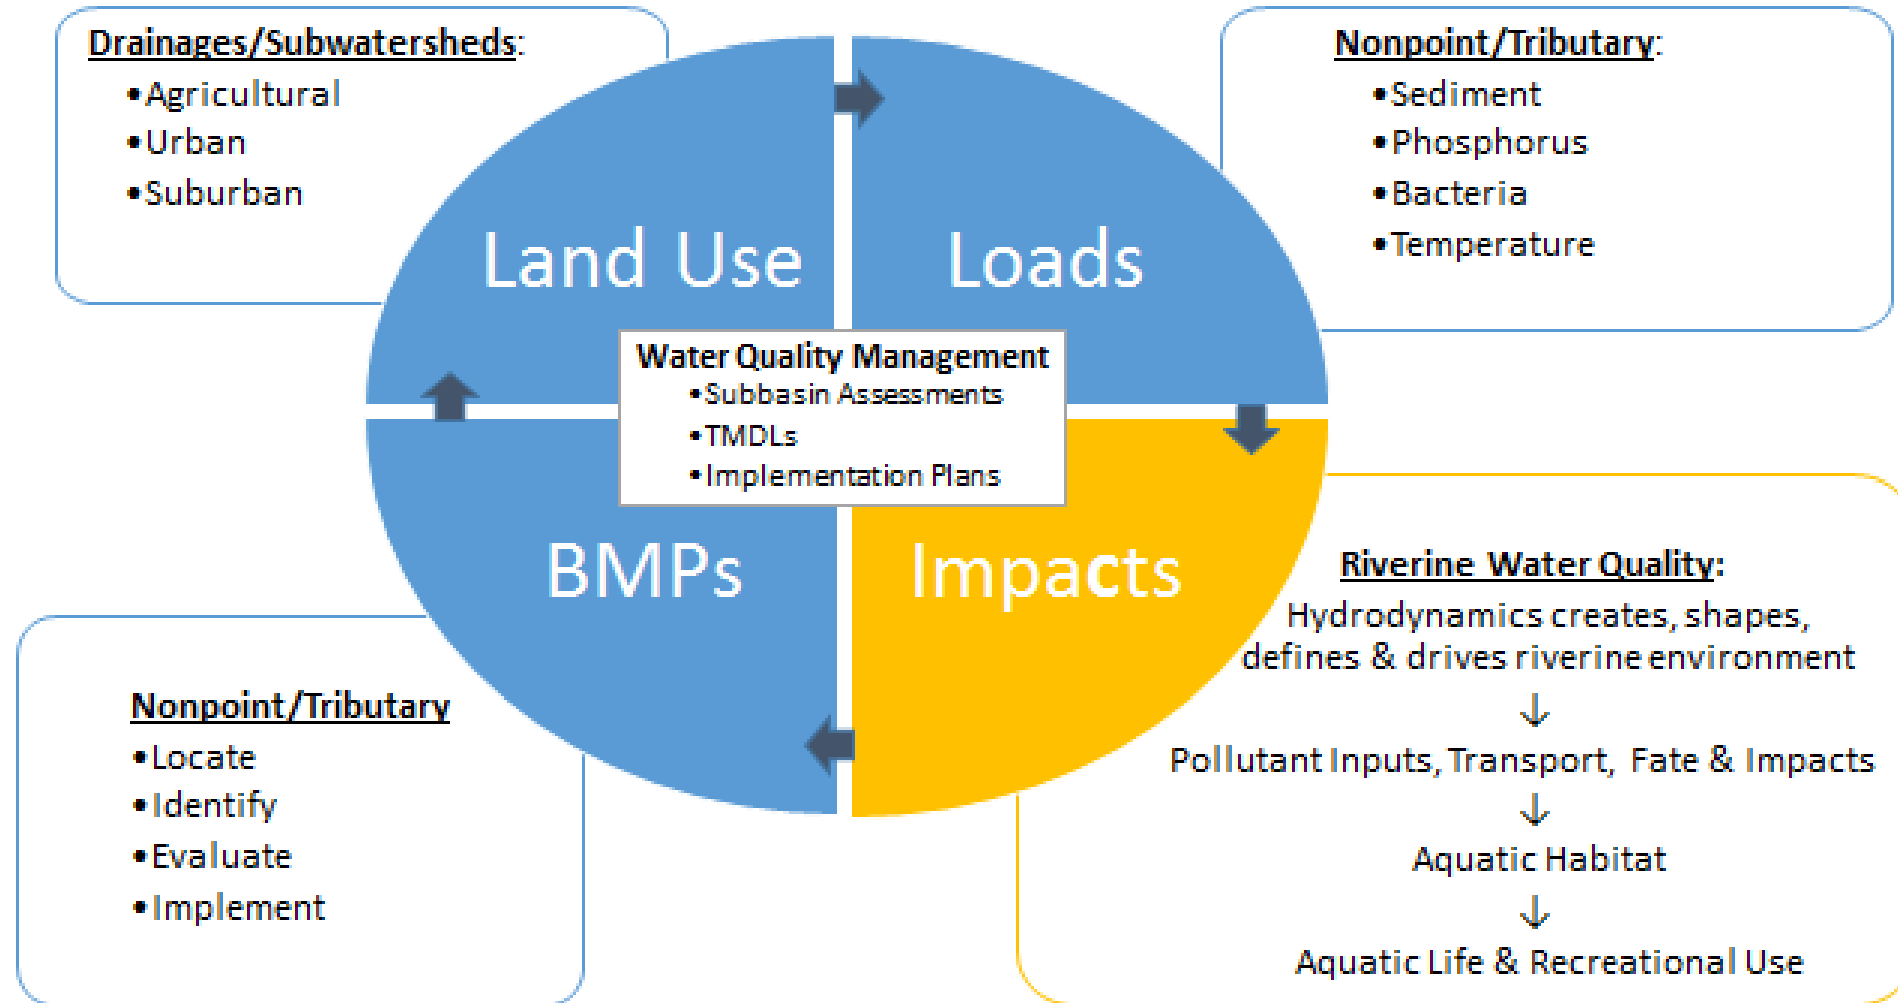 Drainages/Subwatersheds:
•Agricultural
•Urban
•Suburban
Nonpoint/Tributary:
•Sediment
•Phosphorus
•Bacteria
•Temperature
Land Use
Loads
Water Quality Management
•Subbasin Assessments
•TMDLs
•Implementation Plans
BMPs
Impacts
Nonpoint/Tributary
•Locate
•Identify
•Evaluate
•Implement
Riverine Water Quality:
Hydrodynamics creates, shapes,
defines & drives riverine environment
↓
Pollutant Inputs, Transport, Fate & Impacts
↓
Aquatic Habitat
↓
Aquatic Life & Recreational Use